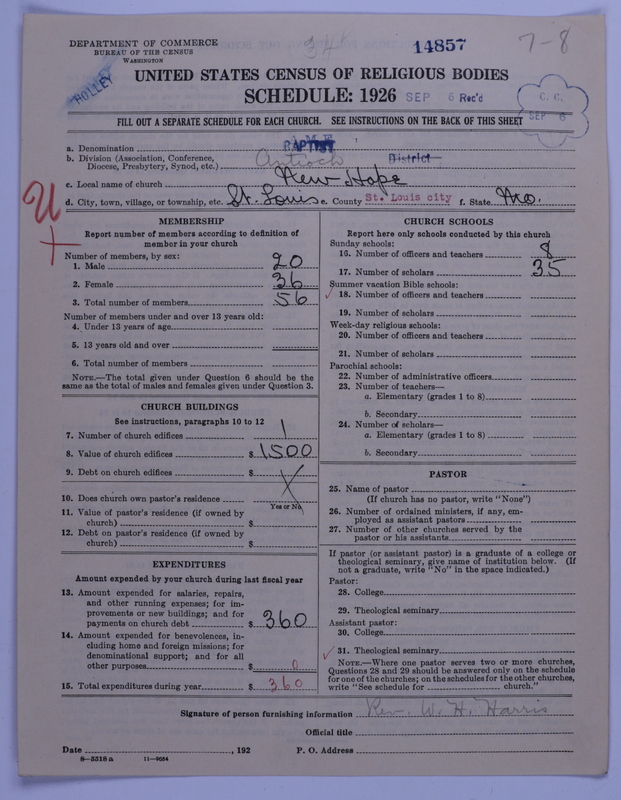 DEPARTMENT OF COMMERCE
BUREAU OF THE CENSUS
WASHINGTON
HOLLEY
14857
7-8
UNITED STATES CENSUS OF RELIGIOUS BODIES
SCHEDULE: 1926 SEP 6 Rec'd
C. C.
SEP 6
FILL OUT A SEPARATE SCHEDULE FOR EACH CHURCH. SEE INSTRUCTIONS ON THE BACK OF THIS SHEET
a. Denomination BAPTIST
b. Division (Association, Conference, Diocese, Presbytery, Synod, etc.) Antioch District
c. Local name of church New Hope
d. City, town, village, or township, etc. St. Louis e. County St. Louis city f. State Mo.
MEMBERSHIP
Report number of members according to definition of
member in your church
Number of members, by sex:
1. Male 20
2. Female 36
3. Total number of members 56
Number of members under and over 13 years old:
4. Under 13 years of age
5. 13 years old and over
6. Total number of members
NOTE.—The total given under Question 6 should be the
same as the total of males and females given under Question 3.
CHURCH BUILDINGS
See instructions, paragraphs 10 to 12
7. Number of church edifices 1
8. Value of church edifices $ 1500
9. Debt on church edifices $
10. Does church own pastor's residence
Yes or No
11. Value of pastor's residence (if owned by
church) $
12. Debt on pastor's residence (if owned by
church) $
EXPENDITURES
Amount expended by your church during last fiscal year
13. Amount expended for salaries, repairs,
and other running expenses; for im-
provements or new buildings; and for
payments on church debt $ 360
14. Amount expended for benevolences, in-
cluding home and foreign missions; for
denominational support; and for all
other purposes $ 0
15. Total expenditures during year $ 360
CHURCH SCHOOLS
Report here only schools conducted by this church
Sunday schools:
16. Number of officers and teachers 8
17. Number of scholars 35
Summer vacation Bible schools:
18. Number of officers and teachers
19. Number of scholars
Week-day religious schools:
20. Number of officers and teachers
21. Number of scholars
Parochial schools:
22. Number of administrative officers
23. Number of teachers—
a. Elementary (grades 1 to 8)
b. Secondary
24. Number of scholars—
a. Elementary (grades 1 to 8)
b. Secondary
PASTOR
25. Name of pastor
(If church has no pastor, write "None")
26. Number of ordained ministers, if any, em-
ployed as assistant pastors
27. Number of other churches served by the
pastor or his assistants
If pastor (or assistant pastor) is a graduate of a college or
theological seminary, give name of institution below. (If
not a graduate, write "No" in the space indicated.)
Pastor:
28. College
29. Theological seminary
Assistant pastor:
30. College
31. Theological seminary
NOTE.—Where one pastor serves two or more churches,
Questions 28 and 29 should be answered only on the schedule
for one of the churches; on the schedules for the other churches,
write "See schedule for church."
Signature of person furnishing information Rev. W. H. Harris
Official title
Date , 192 P. O. Address
8-5318a 11-9054